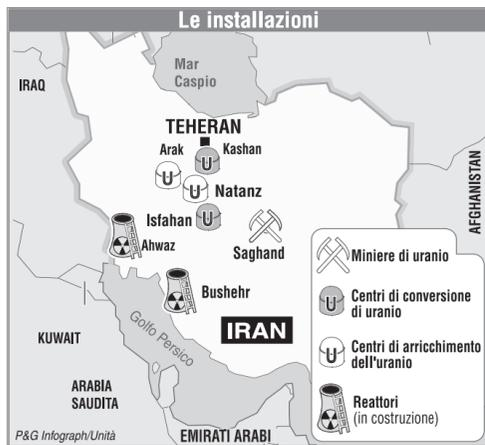 Le installazioni
Mar
Caspio
IRAQ
TEHERAN
Arak
Kashan
U
U
Natanz
U
AFGHANISTAN
Isfahan
U
Ahwaz
Saghand
Miniere di uranio
Bushehr
U
Centri di conversione
di uranio
Golfo Persico
IRAN
KUWAIT
U
Centri di arricchimento
dell'uranio
ARABIA
SAUDITA
Reattori
(in costruzione)
P&G Infograph/Unità
EMIRATI ARABI